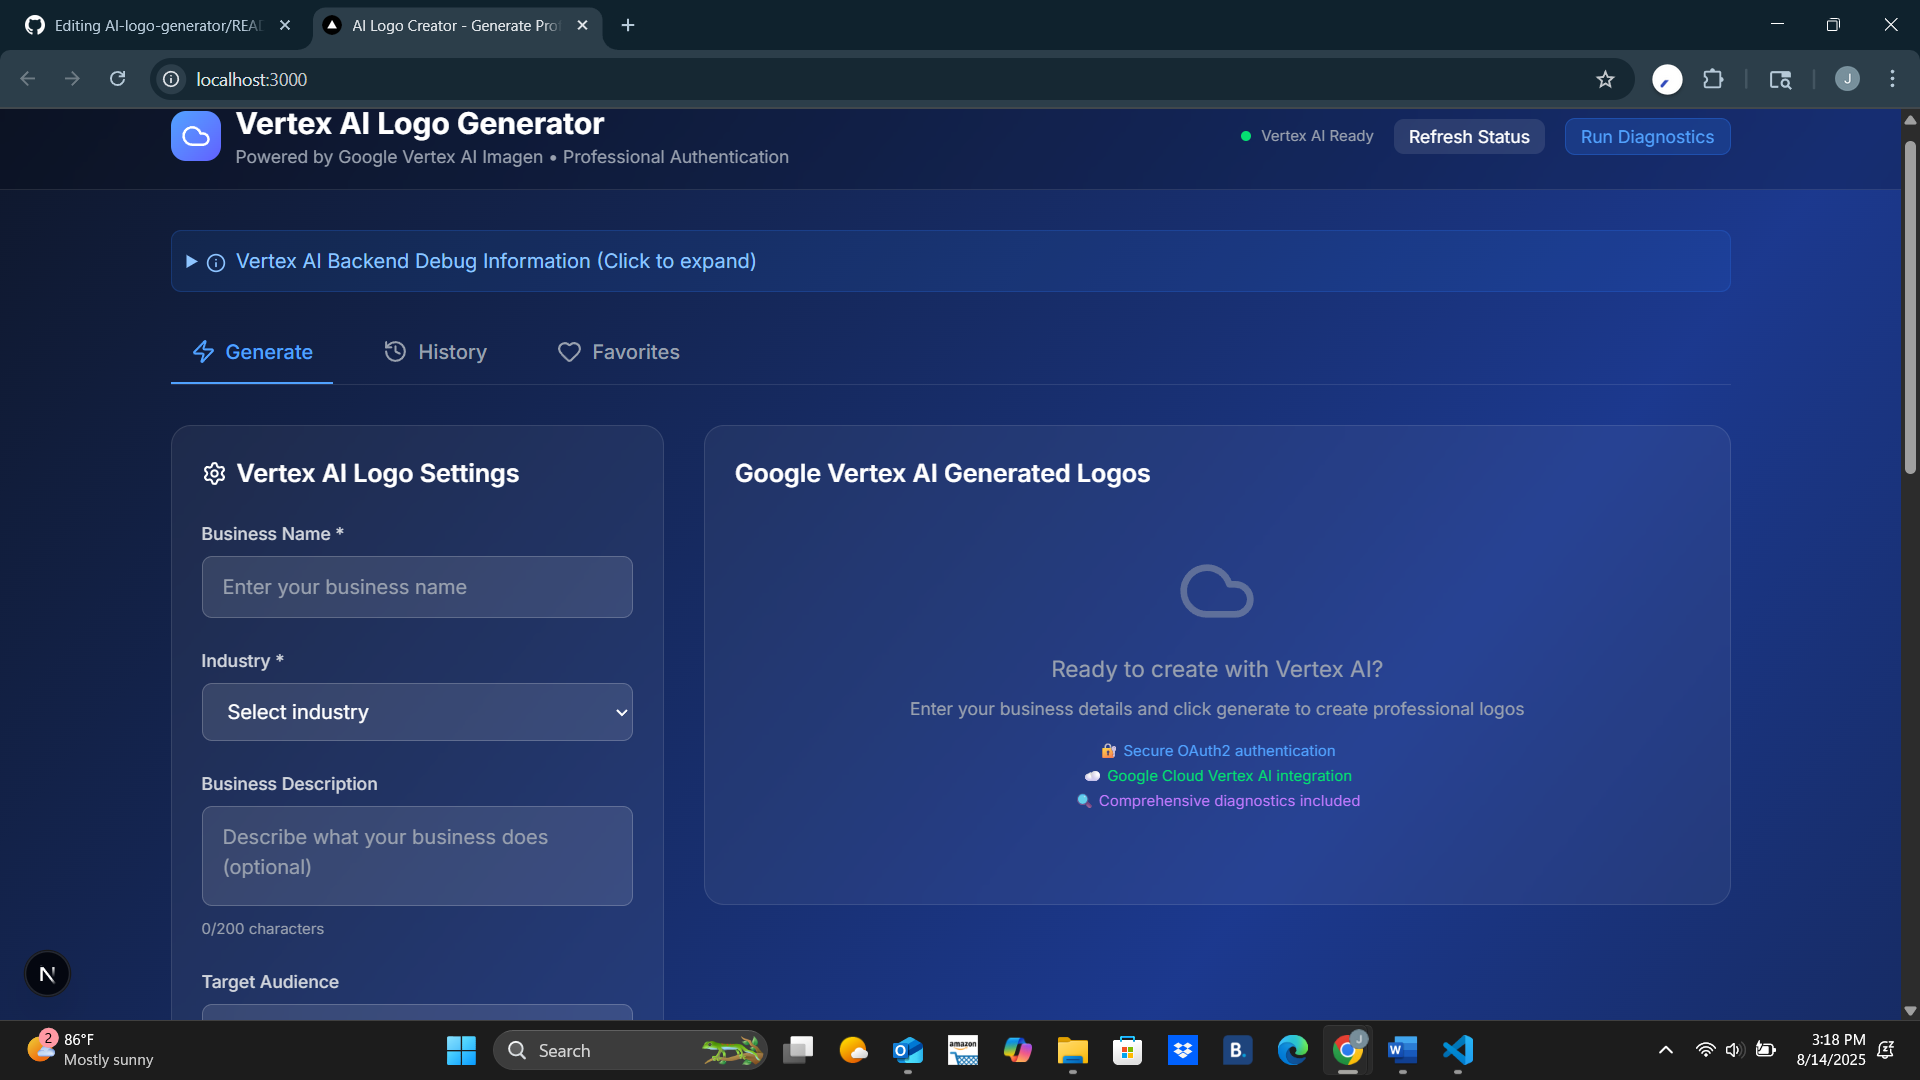 Editing AI-logo-generator/REA
AI Logo Creator - Generate Pro
localhost:3000
J
Vertex AI Logo Generator
Powered by Google Vertex AI Imagen • Professional Authentication
Vertex AI Ready
Refresh Status
Run Diagnostics
Vertex AI Backend Debug Information (Click to expand)
Generate
History
Favorites
Vertex AI Logo Settings
Business Name *
Enter your business name
Industry *
Select industry
Business Description
Describe what your business does
(optional)
0/200 characters
Target Audience
Google Vertex AI Generated Logos
Ready to create with Vertex AI?
Enter your business details and click generate to create professional logos
Secure OAuth2 authentication
Google Cloud Vertex AI integration
Comprehensive diagnostics included
N
2
86°F
Mostly sunny
Search
O
amazon
B.
J
W
3:18 PM
8/14/2025